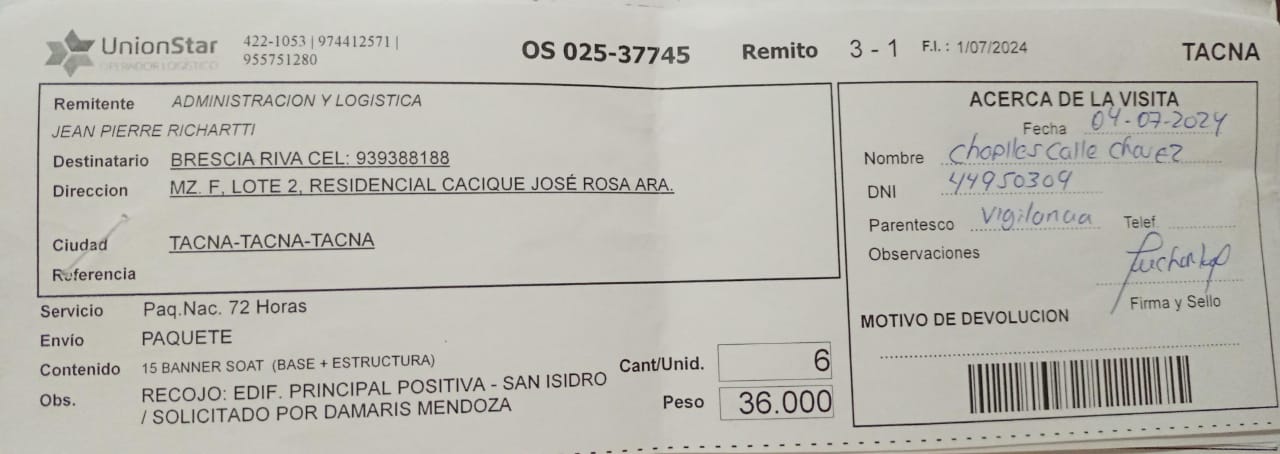 UnionStar
OPERADOR LOGISTICO
422-1053 | 974412571 |
955751280
OS 025-37745
Remito 3 - 1
F.I. : 1/07/2024
TACNA
Remitente ADMINISTRACION Y LOGISTICA
JEAN PIERRE RICHARTTI
Destinatario BRESCIA RIVA CEL: 939388188
Direccion MZ. F, LOTE 2, RESIDENCIAL CACIQUE JOSÉ ROSA ARA.
Ciudad TACNA-TACNA-TACNA
Referencia
Servicio Paq.Nac. 72 Horas
Envío PAQUETE
Contenido 15 BANNER SOAT (BASE + ESTRUCTURA)
Obs. RECOJO: EDIF. PRINCIPAL POSITIVA - SAN ISIDRO
/ SOLICITADO POR DAMARIS MENDOZA
Cant/Unid. 6
Peso 36.000
ACERCA DE LA VISITA
Fecha 04-07-2024
Nombre Calle Chavez
DNI 44950309
Parentesco Vigilancia Telef.
Observaciones
Firma y Sello
MOTIVO DE DEVOLUCION